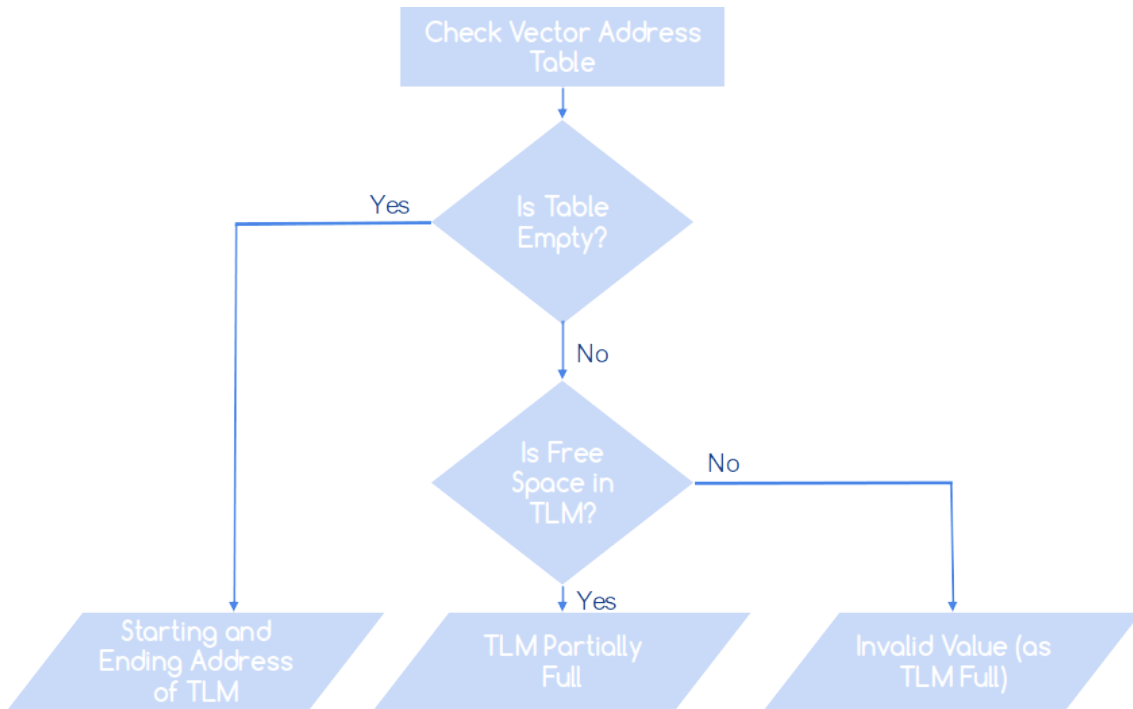 Check Vector Address
Table
Is Table
Empty?
Yes
No
Is Free
Space in
TLM?
No
Yes
Starting and
Ending Address
of TLM
TLM Partially
Full
Invalid Value (as
TLM Full)